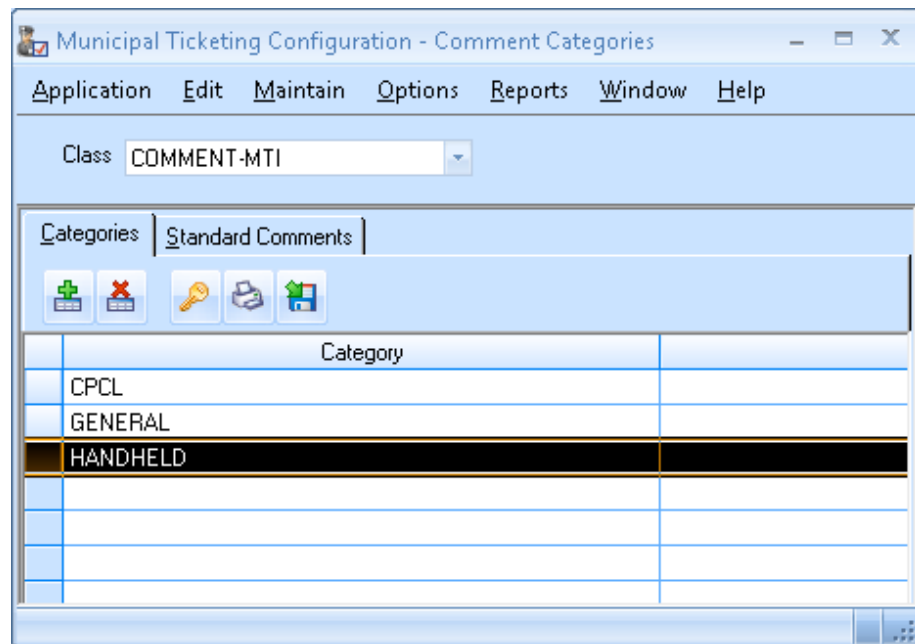 Municipal Ticketing Configuration - Comment Categories
Application Edit Maintain Options Reports Window Help
Class COMMENT-MTI
Categories Standard Comments
Category
CPCL
GENERAL
HANDHELD